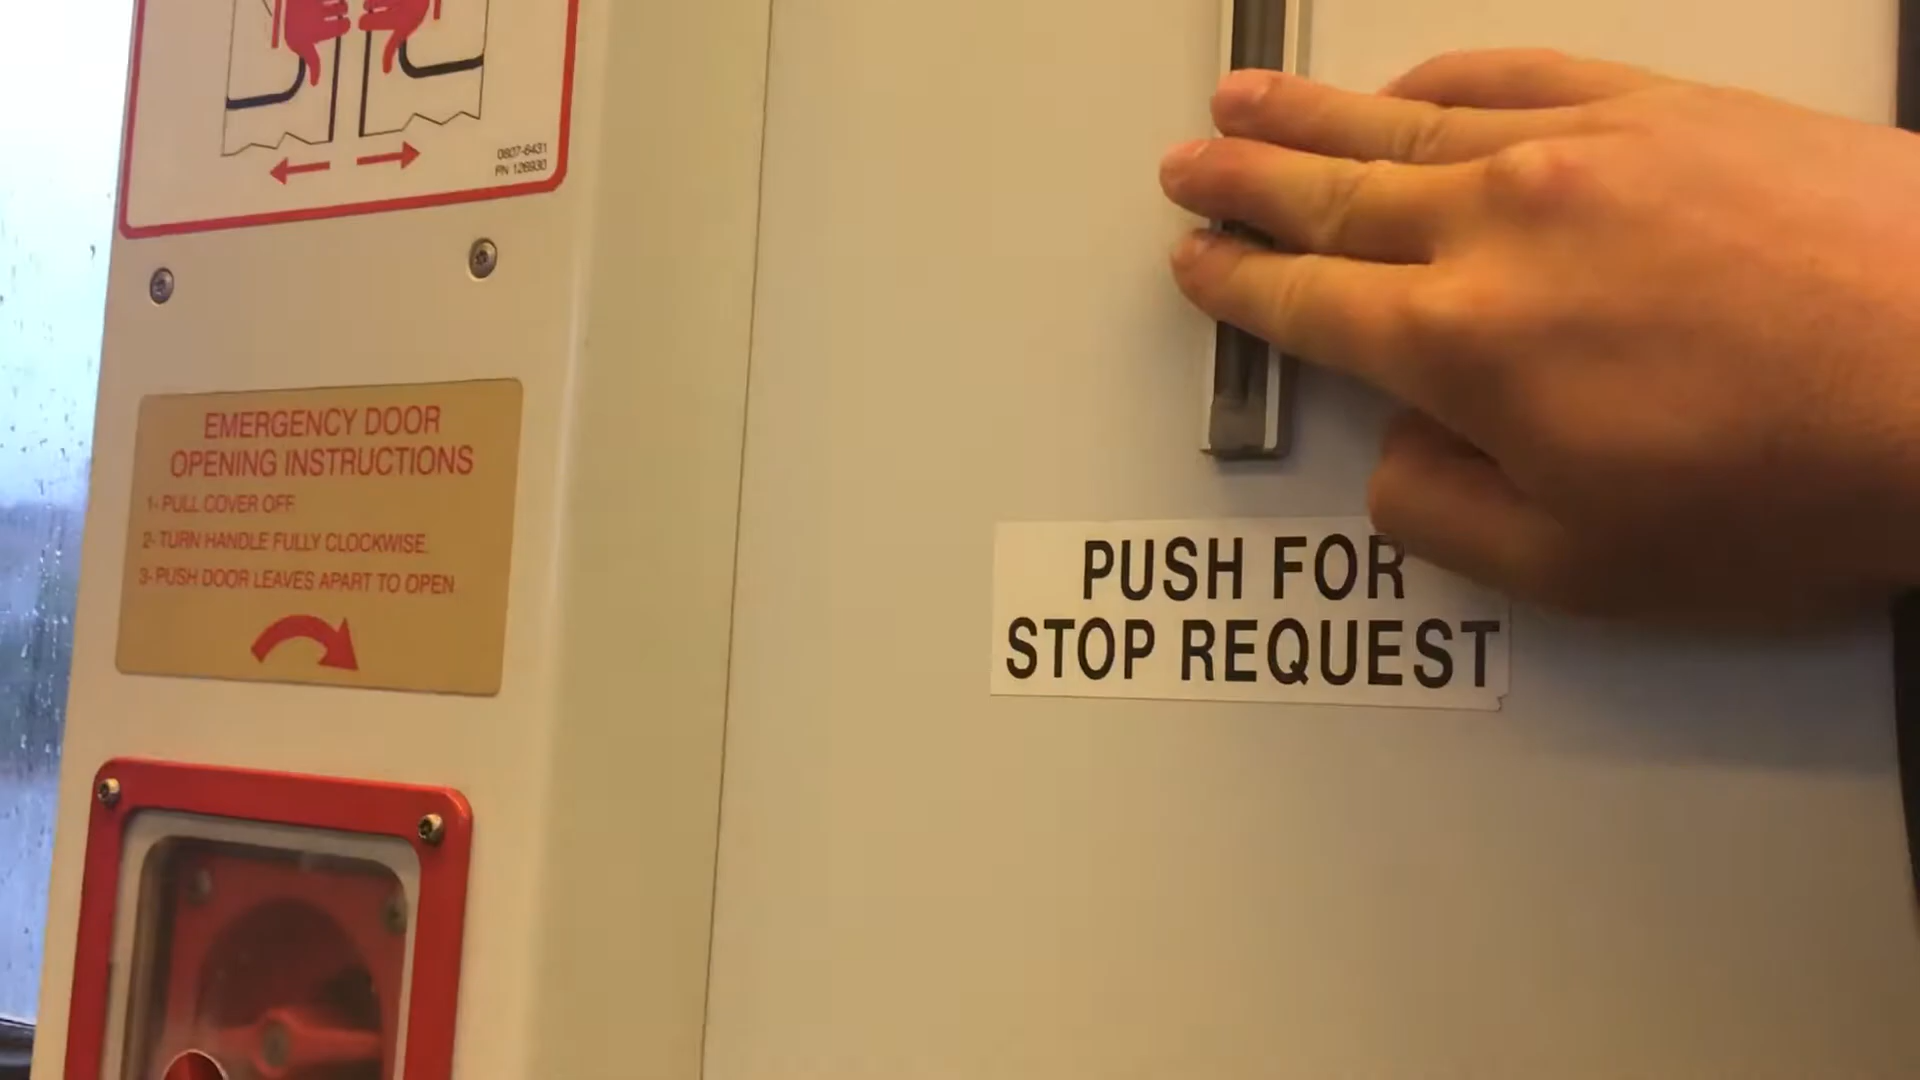 0807-6431
PN 126930
EMERGENCY DOOR
OPENING INSTRUCTIONS
1- PULL COVER OFF.
2- TURN HANDLE FULLY CLOCKWISE.
3- PUSH DOOR LEAVES APART TO OPEN
PUSH FOR
STOP REQUEST